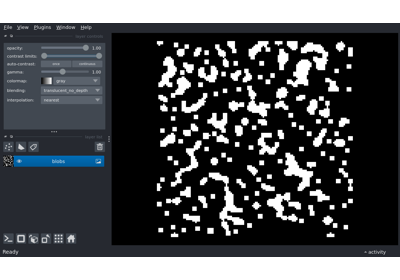 File View Plugins Window Help
opacity: 1.00
contrast limits:
auto-contrast: once continuous
gamma: 1.00
colormap: gray
blending: translucent_no_depth
interpolation: nearest
blobs
Ready
activity